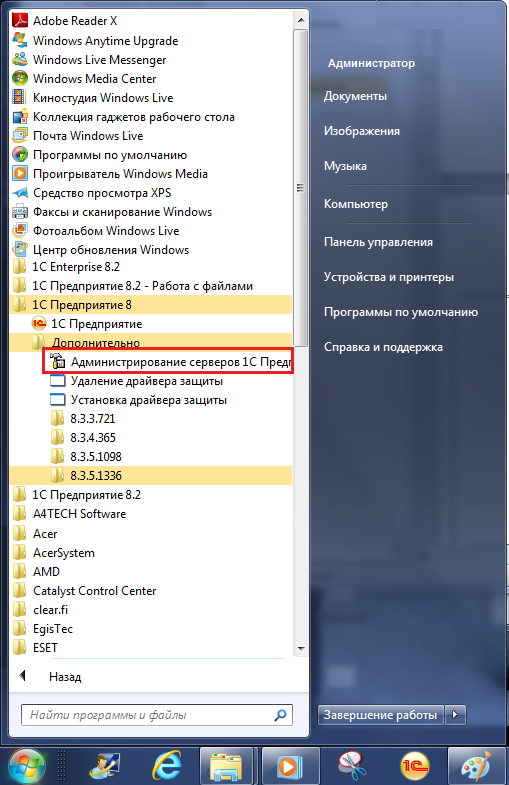 Adobe Reader X
Windows Anytime Upgrade
Windows Live Messenger
Windows Media Center
Киностудия Windows Live
Коллекция гаджетов рабочего стола
Почта Windows Live
Программы по умолчанию
Проигрыватель Windows Media
Средство просмотра XPS
Факсы и сканирование Windows
Фотоальбом Windows Live
Центр обновления Windows
1C Enterprise 8.2
1С Предприятие 8.2 - Работа с файлами
1С Предприятие 8
1С Предприятие
Дополнительно
Администрирование серверов 1С Предп
Удаление драйвера защиты
Установка драйвера защиты
8.3.3.721
8.3.4.365
8.3.5.1098
8.3.5.1336
1С Предприятие 8.2
A4TECH Software
Acer
AcerSystem
AMD
Catalyst Control Center
clear.fi
EgisTec
ESET
Назад
Найти программы и файлы
Администратор
Документы
Изображения
Музыка
Компьютер
Панель управления
Устройства и принтеры
Программы по умолчанию
Справка и поддержка
Завершение работы
1С